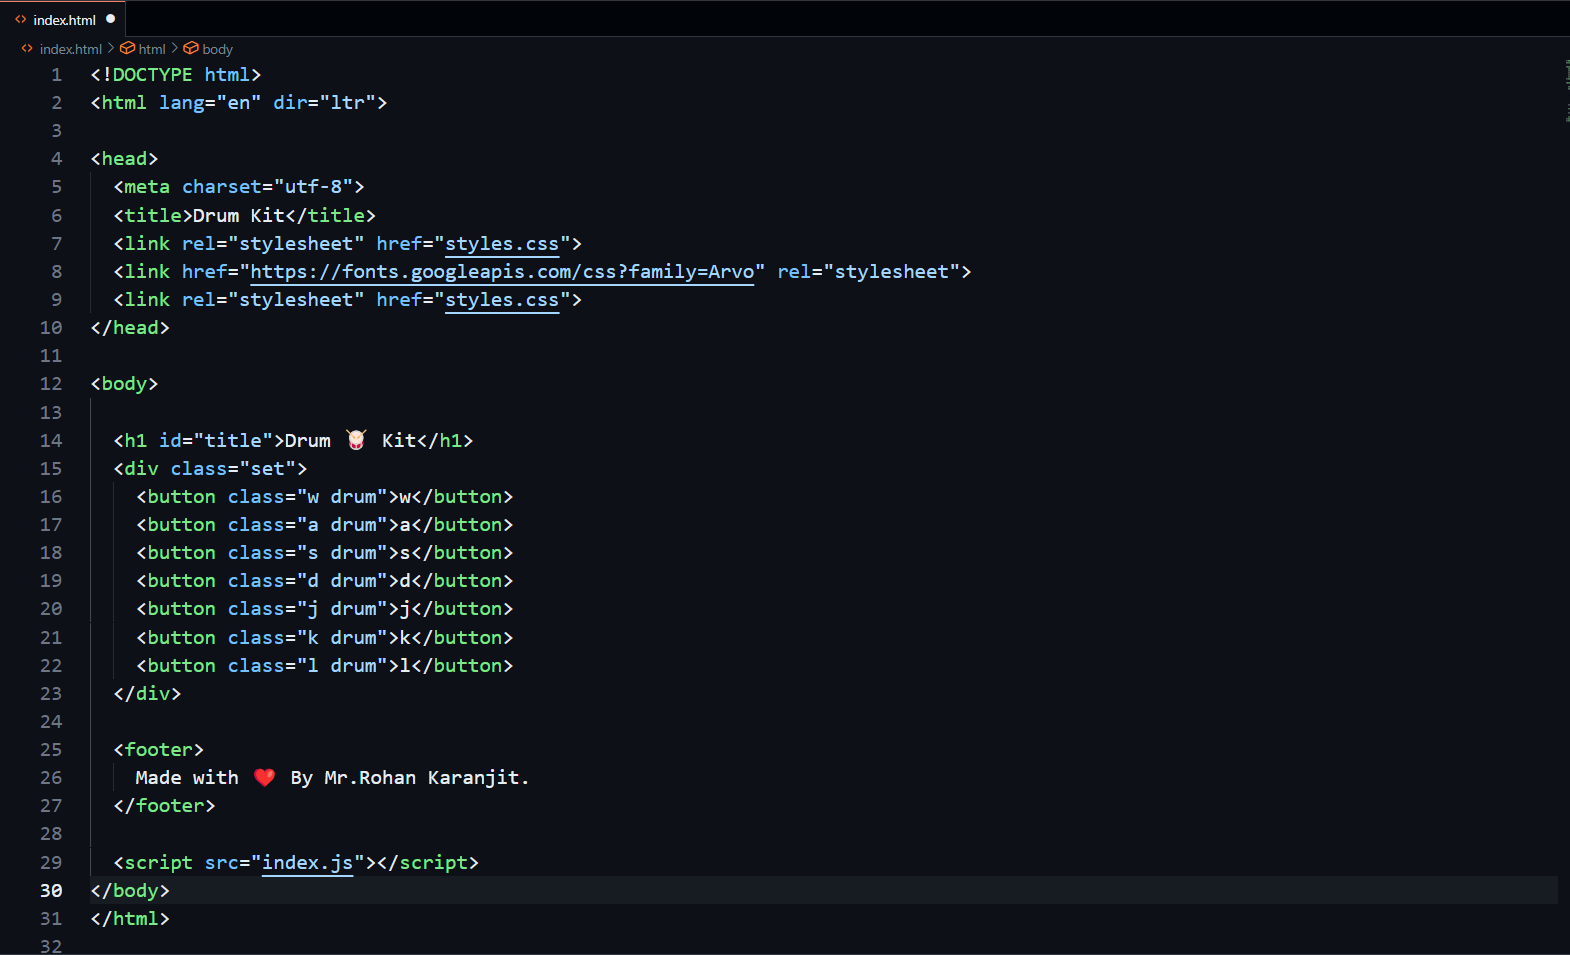 index.html
index.html > html > body
1 <!DOCTYPE html>
2 <html lang="en" dir="ltr">
3
4 <head>
5   <meta charset="utf-8">
6   <title>Drum Kit</title>
7   <link rel="stylesheet" href="styles.css">
8   <link href="https://fonts.googleapis.com/css?family=Arvo" rel="stylesheet">
9   <link rel="stylesheet" href="styles.css">
10 </head>
11
12 <body>
13
14   <h1 id="title">Drum 🥁 Kit</h1>
15   <div class="set">
16     <button class="w drum">w</button>
17     <button class="a drum">a</button>
18     <button class="s drum">s</button>
19     <button class="d drum">d</button>
20     <button class="j drum">j</button>
21     <button class="k drum">k</button>
22     <button class="l drum">l</button>
23   </div>
24
25   <footer>
26     Made with ❤️ By Mr.Rohan Karanjit.
27   </footer>
28
29   <script src="index.js"></script>
30 </body>
31 </html>
32